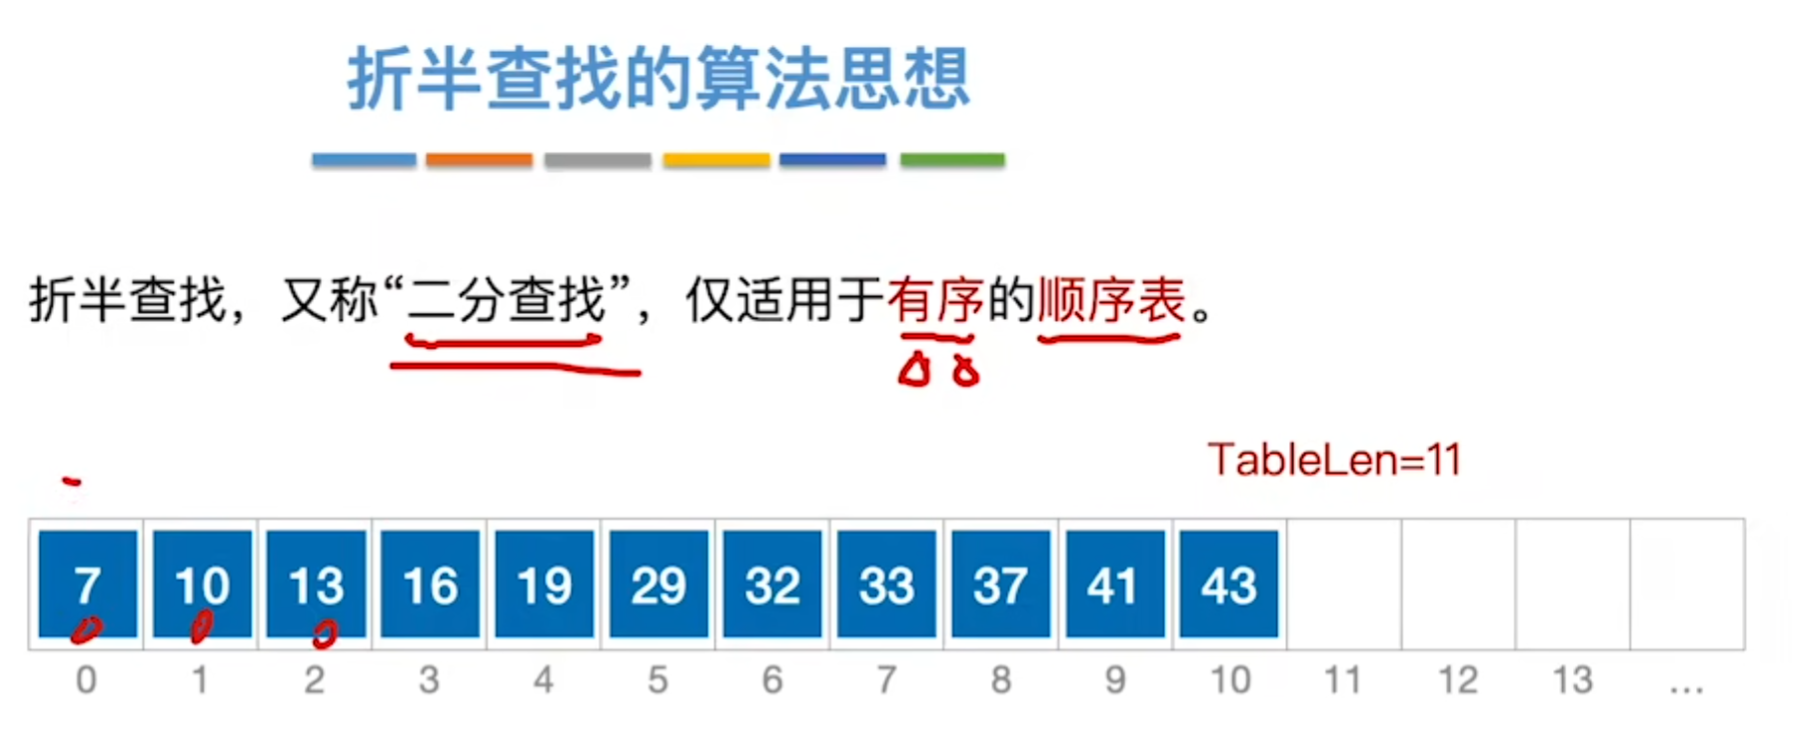 折半查找的算法思想
折半查找，又称“二分查找”，仅适用于有序的顺序表。
TableLen=11
7 10 13 16 19 29 32 33 37 41 43
0 1 2 3 4 5 6 7 8 9 10 11 12 13 ...